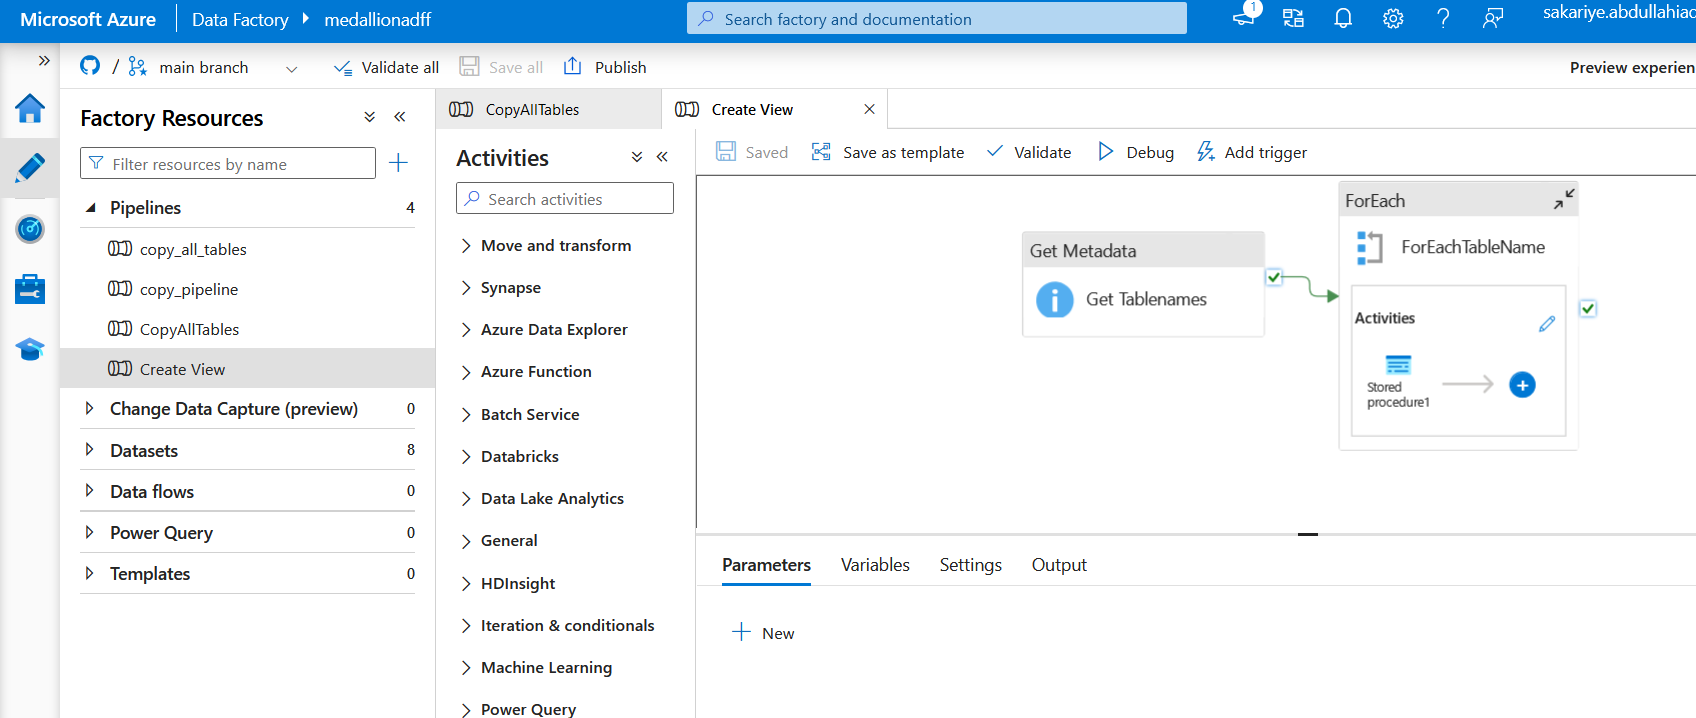 Microsoft Azure
Data Factory
medallionadff
Search factory and documentation
1
sakariye.abdullahiac
/
main branch
Validate all
Save all
Publish
Preview experien
Factory Resources
Filter resources by name
Pipelines
4
copy_all_tables
copy_pipeline
CopyAllTables
Create View
Change Data Capture (preview)
0
Datasets
8
Data flows
0
Power Query
0
Templates
0
CopyAllTables
Create View
Activities
Search activities
Move and transform
Synapse
Azure Data Explorer
Azure Function
Batch Service
Databricks
Data Lake Analytics
General
HDInsight
Iteration & conditionals
Machine Learning
Power Query
Saved
Save as template
Validate
Debug
Add trigger
Get Metadata
Get Tablenames
ForEach
ForEachTableName
Activities
Stored
procedure1
Parameters
Variables
Settings
Output
New